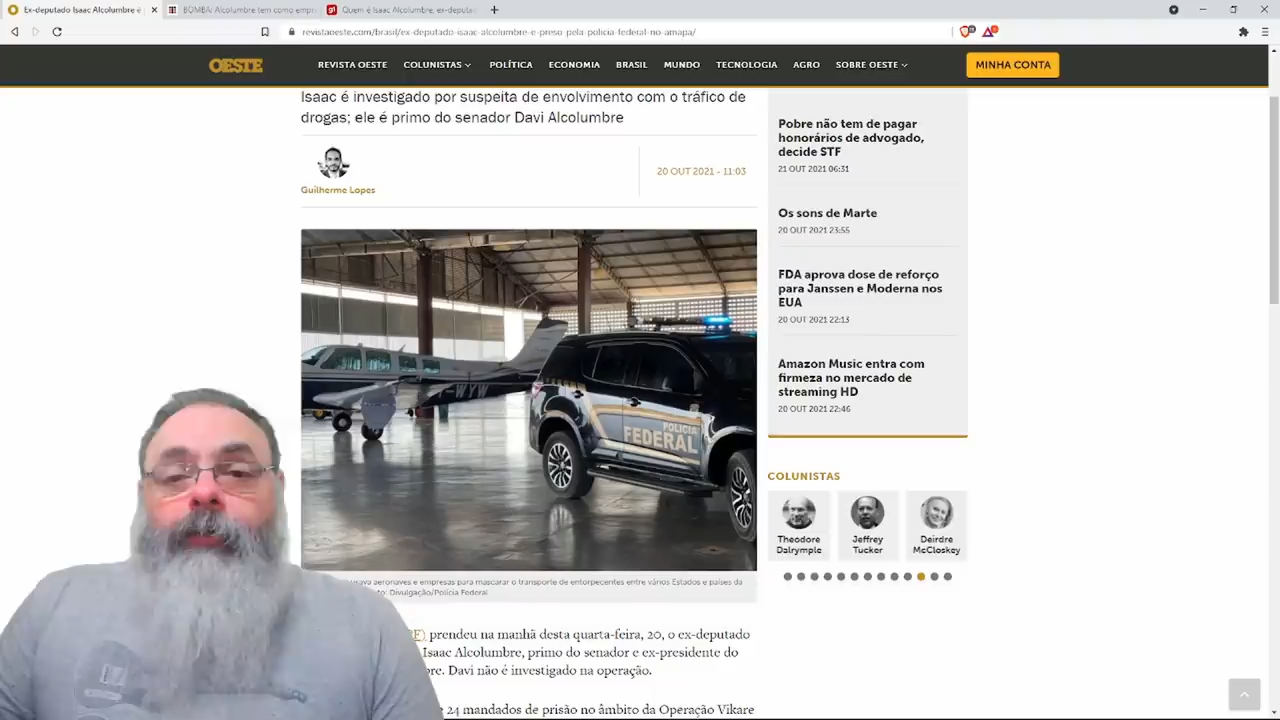 Ex-deputado Isaac Alcolumbre é
BOMBA: Alcolumbre tem como empr
Quem é Isaac Alcolumbre, ex-deputa
revistaoeste.com/brasil/ex-deputado-isaac-alcolumbre-e-preso-pela-policia-federal-no-amapa/
OESTE
REVISTA OESTE
COLUNISTAS
POLÍTICA
ECONOMIA
BRASIL
MUNDO
TECNOLOGIA
AGRO
SOBRE OESTE
MINHA CONTA
Isaac é investigado por suspeita de envolvimento com o tráfico de
drogas; ele é primo do senador Davi Alcolumbre
Guilherme Lopes
20 OUT 2021 - 11:03
POLÍCIA
FEDERAL
aeronaves e empresas para mascarar o transporte de entorpecentes entre vários Estados e países da
Divulgação/Polícia Federal
prendeu na manhã desta quarta-feira, 20, o ex-deputado
Isaac Alcolumbre, primo do senador e ex-presidente do
Davi não é investigado na operação.
24 mandados de prisão no âmbito da Operação Vikare
Pobre não tem de pagar
honorários de advogado,
decide STF
21 OUT 2021 06:31
Os sons de Marte
20 OUT 2021 23:55
FDA aprova dose de reforço
para Janssen e Moderna nos
EUA
20 OUT 2021 22:13
Amazon Music entra com
firmeza no mercado de
streaming HD
20 OUT 2021 22:46
COLUNISTAS
Theodore
Dalrymple
Jeffrey
Tucker
Deirdre
McCloskey